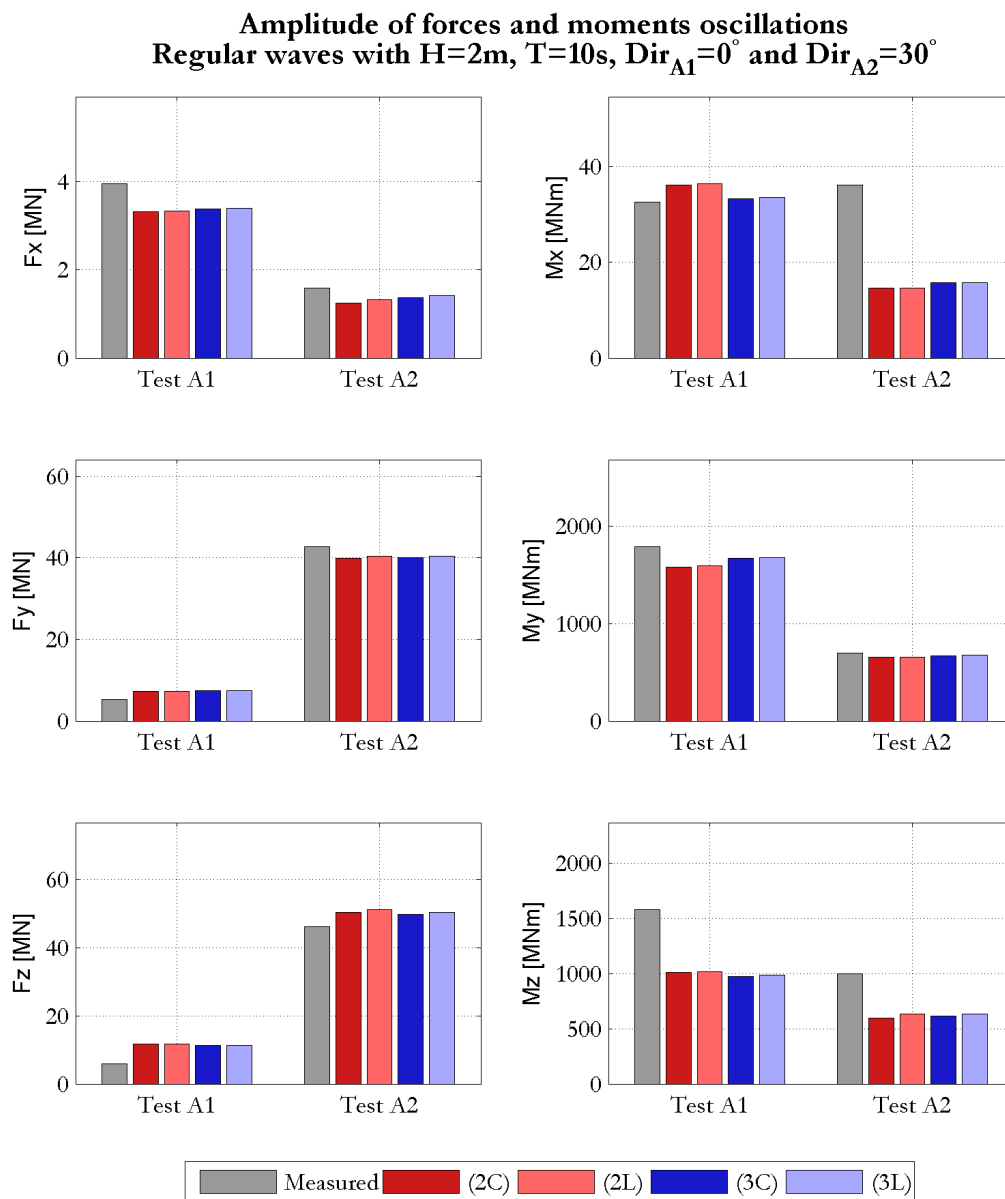 Amplitude of forces and moments oscillations
Regular waves with H=2m, T=10s, Dir_A1=0° and Dir_A2=30°
Fx [MN]
4
2
0
Test A1 Test A2
Mx [MNm]
40
20
0
Test A1 Test A2
Fy [MN]
60
40
20
0
Test A1 Test A2
My [MNm]
2000
1000
0
Test A1 Test A2
Fz [MN]
60
40
20
0
Test A1 Test A2
Mz [MNm]
2000
1500
1000
500
0
Test A1 Test A2
Measured (2C) (2L) (3C) (3L)